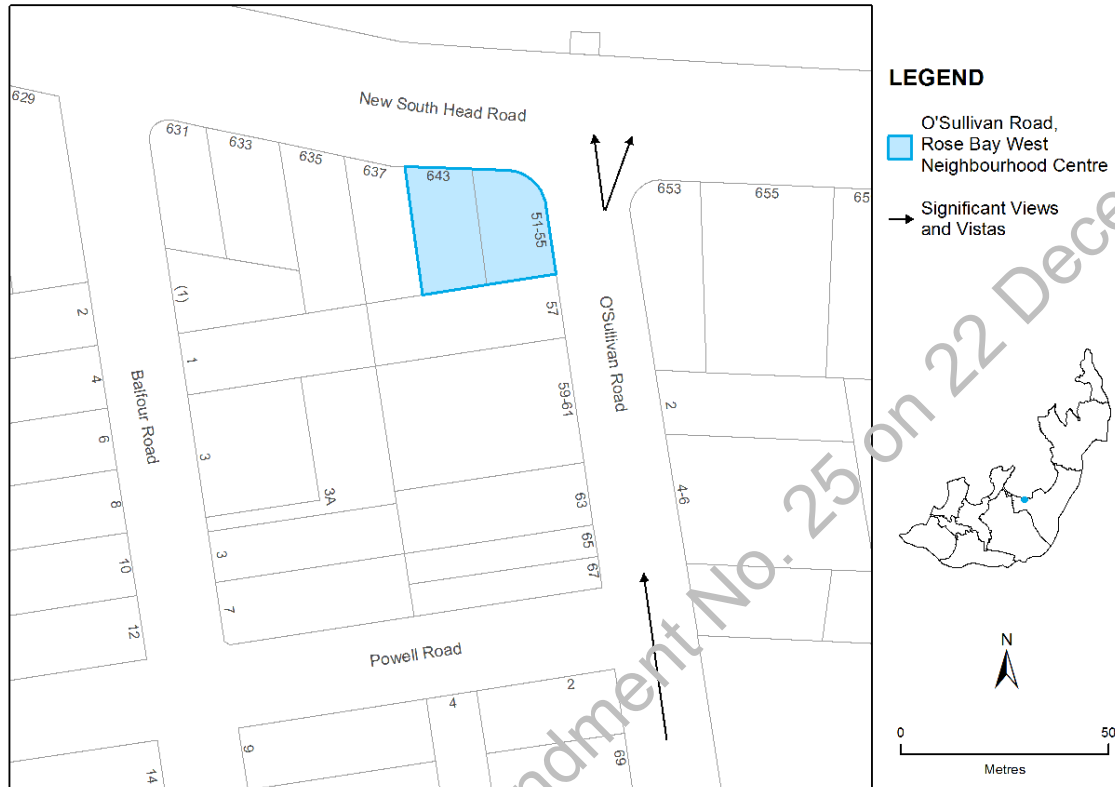 629
New South Head Road
631
633
635
637
643
653
655
65
51-55
(1)
2
57
O'Sullivan Road
1
4
Balfour Road
59-61
2
6
3
3A
8
63
4-6
10
3
65
67
12
7
Powell Road
4
2
9
69
14
LEGEND
O'Sullivan Road,
Rose Bay West
Neighbourhood Centre
Significant Views
and Vistas
N
0 50
Metres
ndment No. 25 on 22 Dece